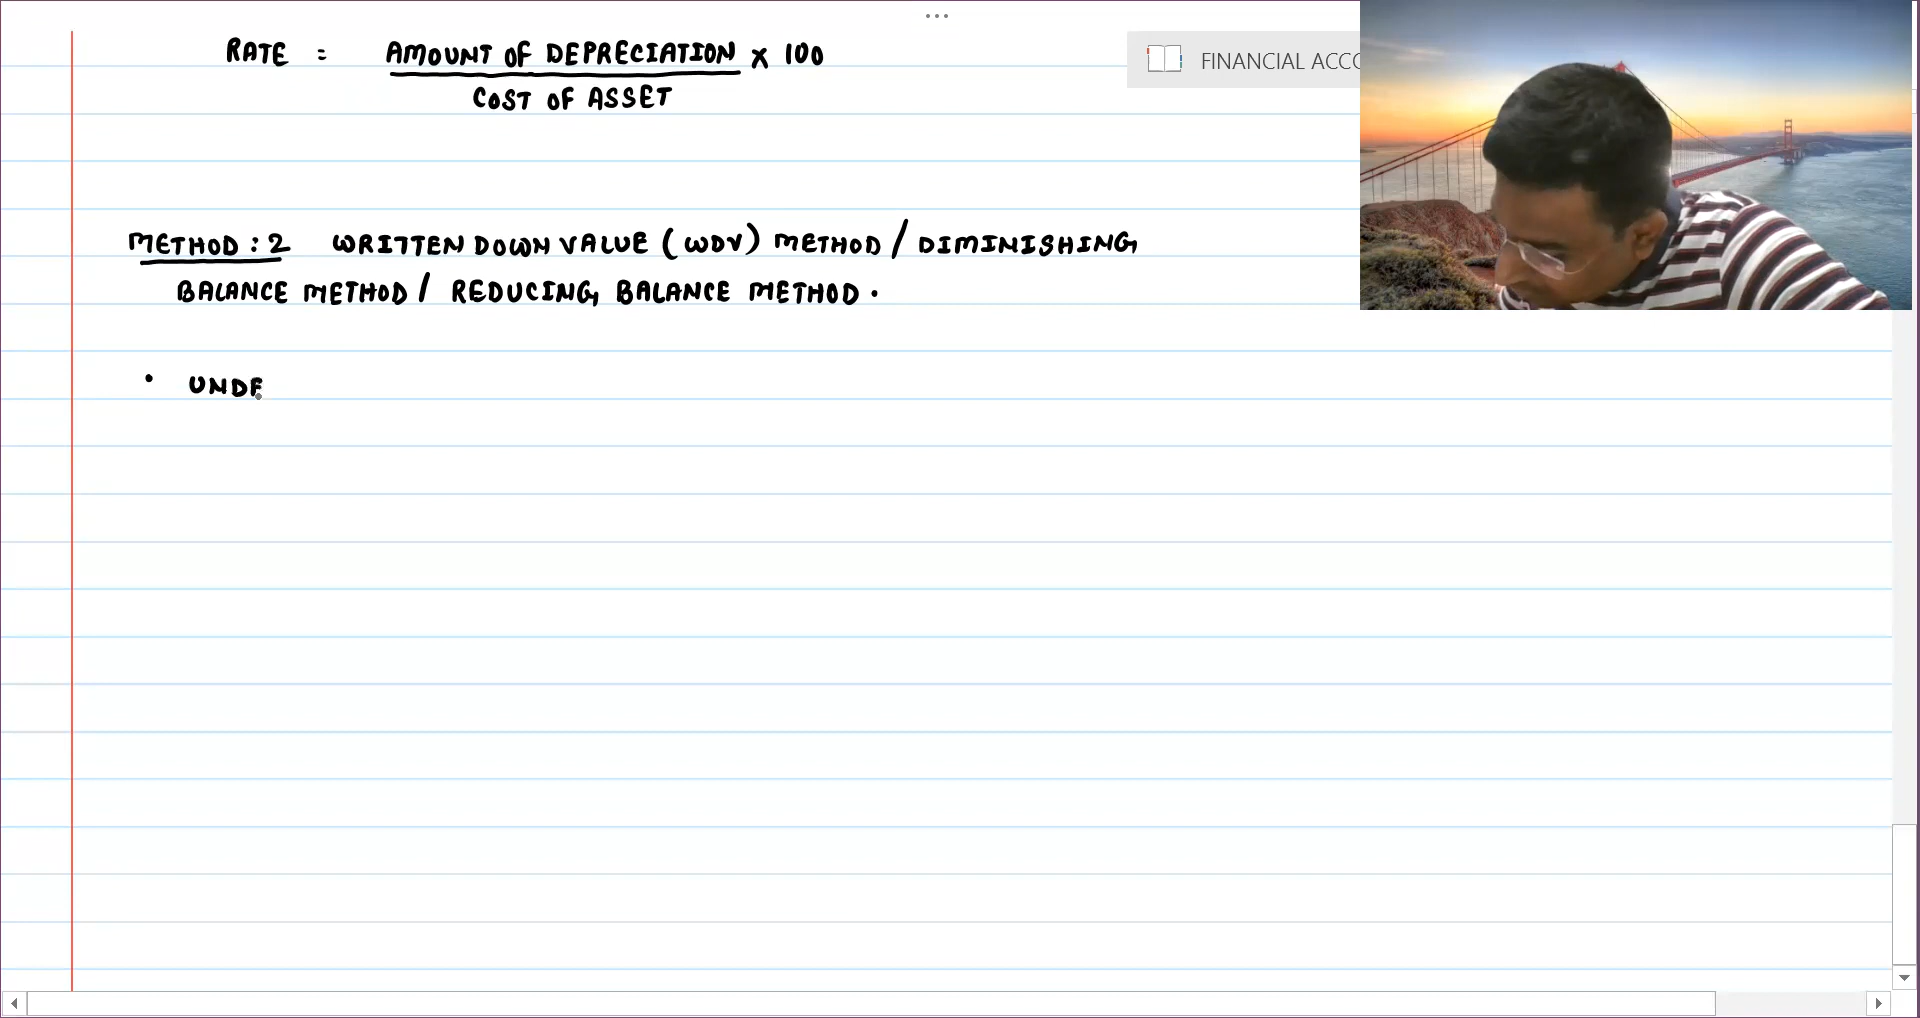 RATE = AMOUNT OF DEPRECIATION x 100
COST OF ASSET
FINANCIAL ACCO
METHOD : 2 WRITTEN DOWN VALUE (WDV) METHOD / DIMINISHING
BALANCE METHOD / REDUCING BALANCE METHOD .
• UNDE